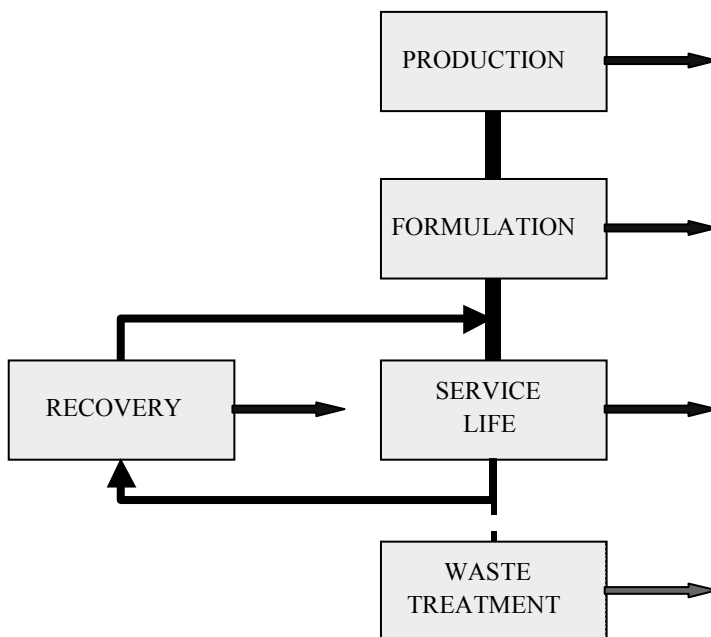 PRODUCTION
FORMULATION
RECOVERY
SERVICE
LIFE
WASTE
TREATMENT